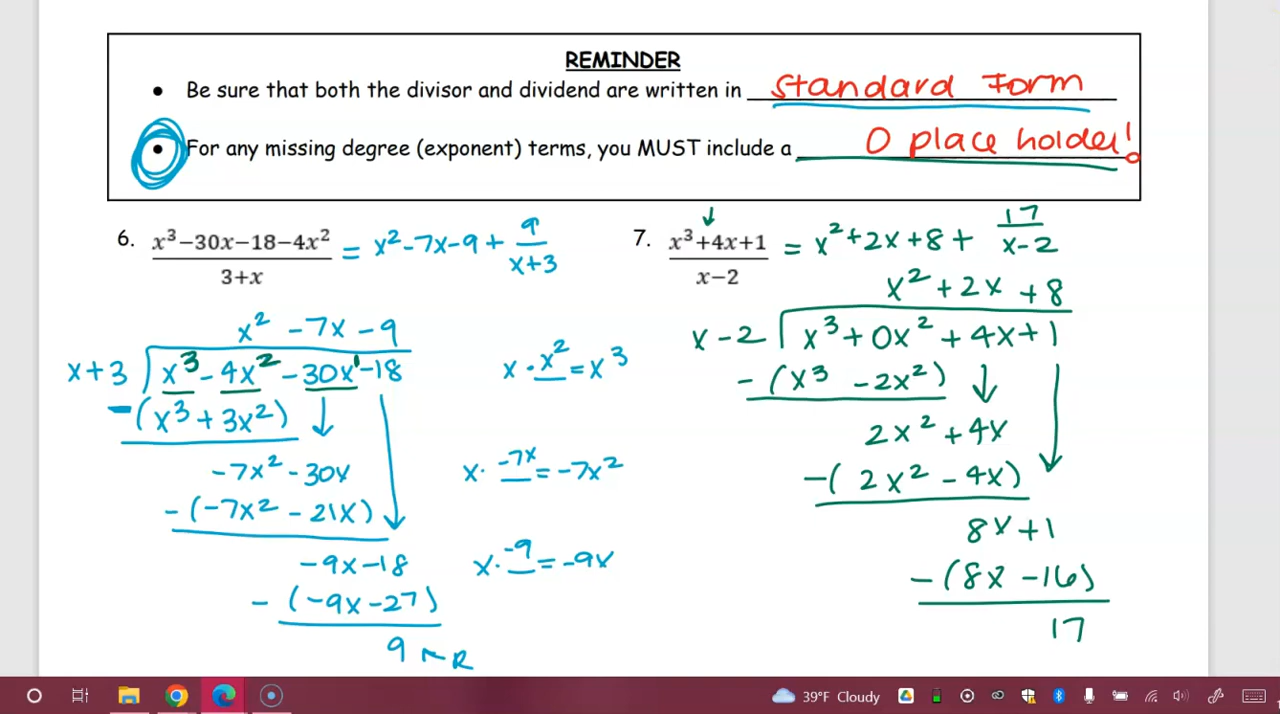 REMINDER
• Be sure that both the divisor and dividend are written in standard form
• For any missing degree (exponent) terms, you MUST include a 0 place holder!
6. x³−30x−18−4x² / 3+x = x² - 7x - 9 + 9 / x+3
x² - 7x - 9
x+3 ) x³ - 4x² - 30x¹ - 18
- (x³ + 3x²)
-7x² - 30x
- (-7x² - 21x)
-9x - 18
- (-9x - 27)
9 ← R
x · x² = x³
x · -7x = -7x²
x · -9 = -9x
7. x³+4x+1 / x−2 = x² + 2x + 8 + 17 / x-2
x² + 2x + 8
x - 2 ) x³ + 0x² + 4x + 1
- (x³ - 2x²)
2x² + 4x
- (2x² - 4x)
8x + 1
- (8x - 16)
17
39°F Cloudy